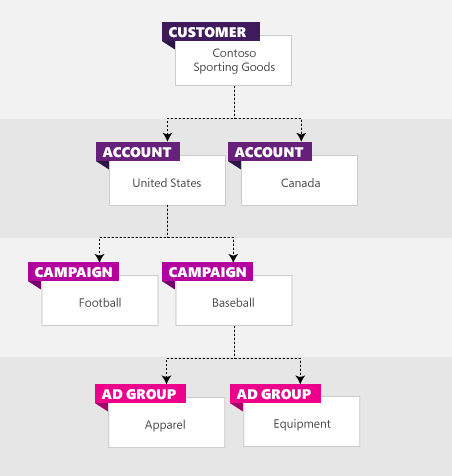 CUSTOMER
Contoso
Sporting Goods
ACCOUNT
United States
ACCOUNT
Canada
CAMPAIGN
Football
CAMPAIGN
Baseball
AD GROUP
Apparel
AD GROUP
Equipment